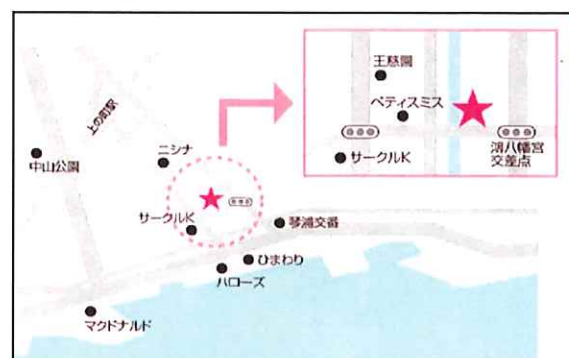 王慈園
ベティスミス
サークルK
鴻八幡宮
交差点
上の町駅
中山公園
ニシナ
サークルK
琴浦交番
ひまわり
ハローズ
マクドナルド